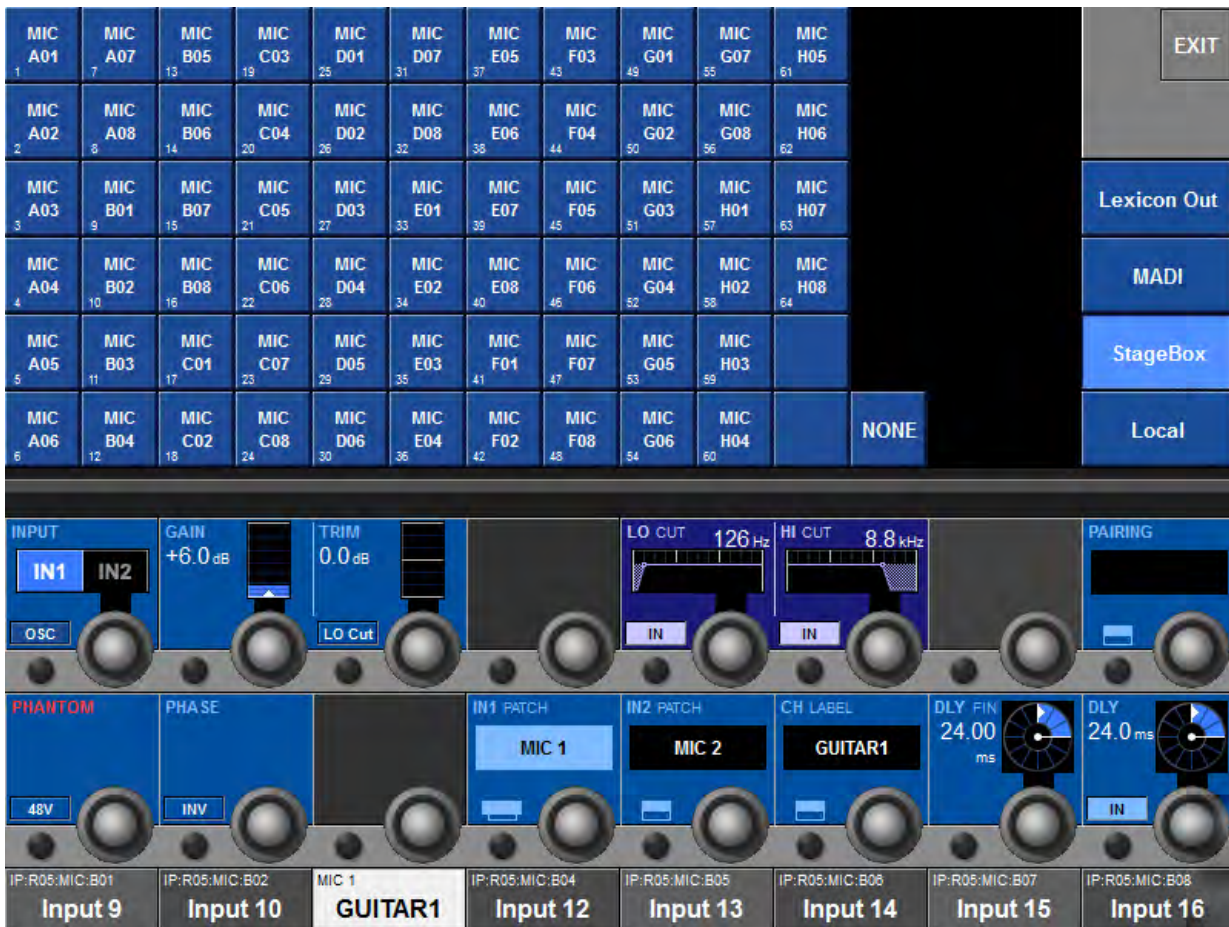 MIC A01 1 MIC A07 7 MIC B05 13 MIC C03 19 MIC D01 25 MIC D07 31 MIC E05 37 MIC F03 43 MIC G01 49 MIC G07 55 MIC H05 61 EXIT
MIC A02 2 MIC A08 8 MIC B06 14 MIC C04 20 MIC D02 26 MIC D08 32 MIC E06 38 MIC F04 44 MIC G02 50 MIC G08 56 MIC H06 62
MIC A03 3 MIC B01 9 MIC B07 15 MIC C05 21 MIC D03 27 MIC E01 33 MIC E07 39 MIC F05 45 MIC G03 51 MIC H01 57 MIC H07 63 Lexicon Out
MIC A04 4 MIC B02 10 MIC B08 16 MIC C06 22 MIC D04 28 MIC E02 34 MIC E08 40 MIC F06 46 MIC G04 52 MIC H02 58 MIC H08 64 MADI
MIC A05 5 MIC B03 11 MIC C01 17 MIC C07 23 MIC D05 29 MIC E03 35 MIC F01 41 MIC F07 47 MIC G05 53 MIC H03 59 StageBox
MIC A06 6 MIC B04 12 MIC C02 18 MIC C08 24 MIC D06 30 MIC E04 36 MIC F02 42 MIC F08 48 MIC G06 54 MIC H04 60 NONE Local
INPUT GAIN TRIM LO CUT 126 Hz HI CUT 8.8 kHz PAIRING
IN1 IN2 +6.0 dB 0.0 dB
OSC LO Cut IN IN
PHANTOM PHASE IN1 PATCH IN2 PATCH CH LABEL DLY FIN DLY
MIC 1 MIC 2 GUITAR1 24.00 ms 24.0 ms
48V INV IN
IP:R05:MIC:B01 IP:R05:MIC:B02 MIC 1 IP:R05:MIC:B04 IP:R05:MIC:B05 IP:R05:MIC:B06 IP:R05:MIC:B07 IP:R05:MIC:B08
Input 9 Input 10 GUITAR1 Input 12 Input 13 Input 14 Input 15 Input 16